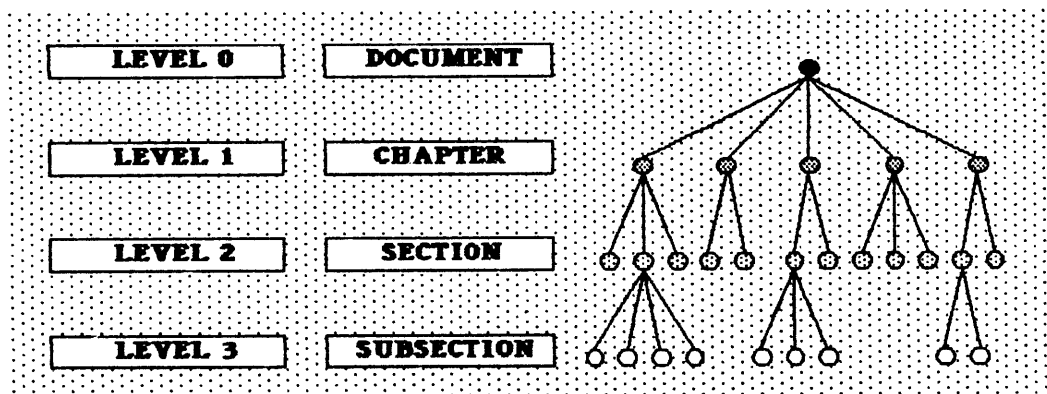 LEVEL 0 DOCUMENT
LEVEL 1 CHAPTER
LEVEL 2 SECTION
LEVEL 3 SUBSECTION